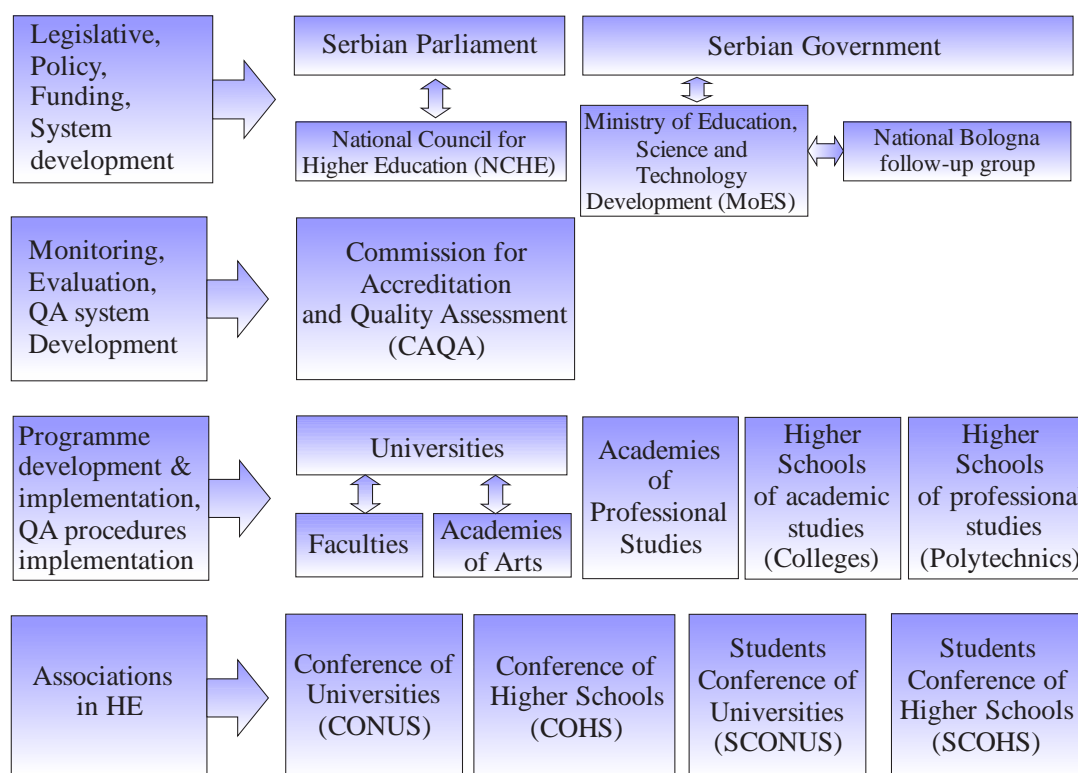 Legislative,
Policy,
Funding,
System
development
Serbian Parliament
Serbian Government
National Council for
Higher Education (NCHE)
Ministry of Education,
Science and
Technology
Development (MoES)
National Bologna
follow-up group
Monitoring,
Evaluation,
QA system
Development
Commission for
Accreditation
and Quality Assessment
(CAQA)
Programme
development &
implementation,
QA procedures
implementation
Universities
Faculties
Academies
of Arts
Academies
of
Professional
Studies
Higher
Schools
of academic
studies
(Colleges)
Higher
Schools
of professiona
studies
(Polytechnics)
Associations
in HE
Conference of
Universities
(CONUS)
Conference of
Higher Schools
(COHS)
Students
Conference of
Universities
(SCONUS)
Students
Conference of
Higher Schools
(SCOHS)